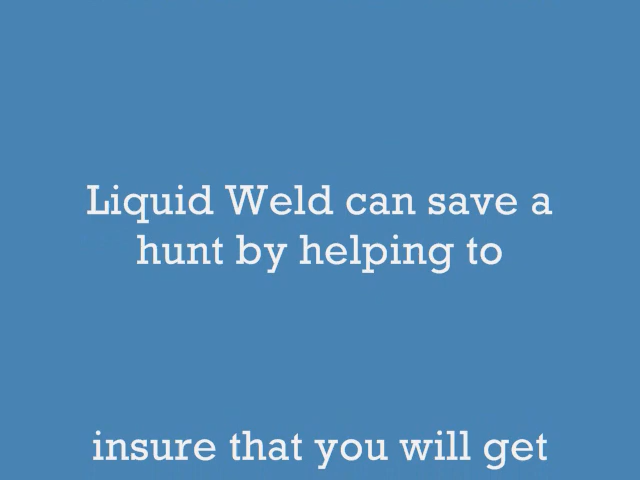 Liquid Weld can save a
hunt by helping to
insure that you will get